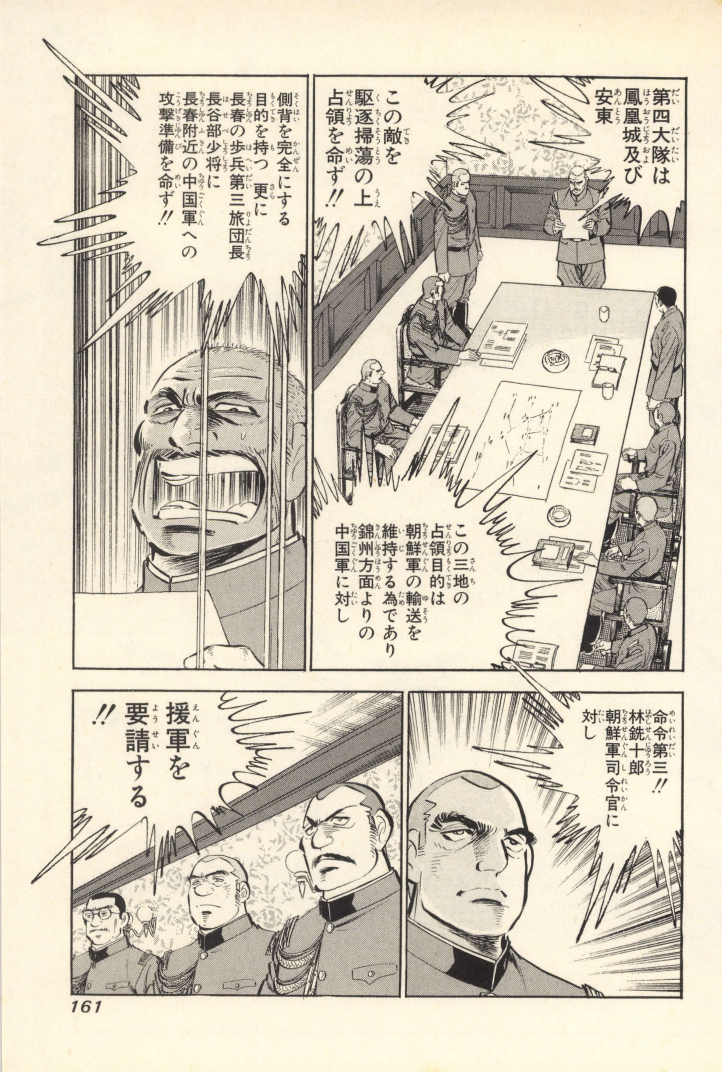 第四大隊は
鳳凰城及び
安東
この敵を
駆逐掃蕩の上
占領を命ず!!
この三地の
占領目的は
朝鮮軍の輸送を
維持する為であり
錦州方面よりの
中国軍に対し
側背を完全にする
目的を持つ 更に
長春の歩兵第三旅団長
長谷部少将に
長春附近の中国軍への
攻撃準備を命ず!!
命令第三!!
林銑十郎
朝鮮軍司令官に
対し
援軍を
要請する
!!
161